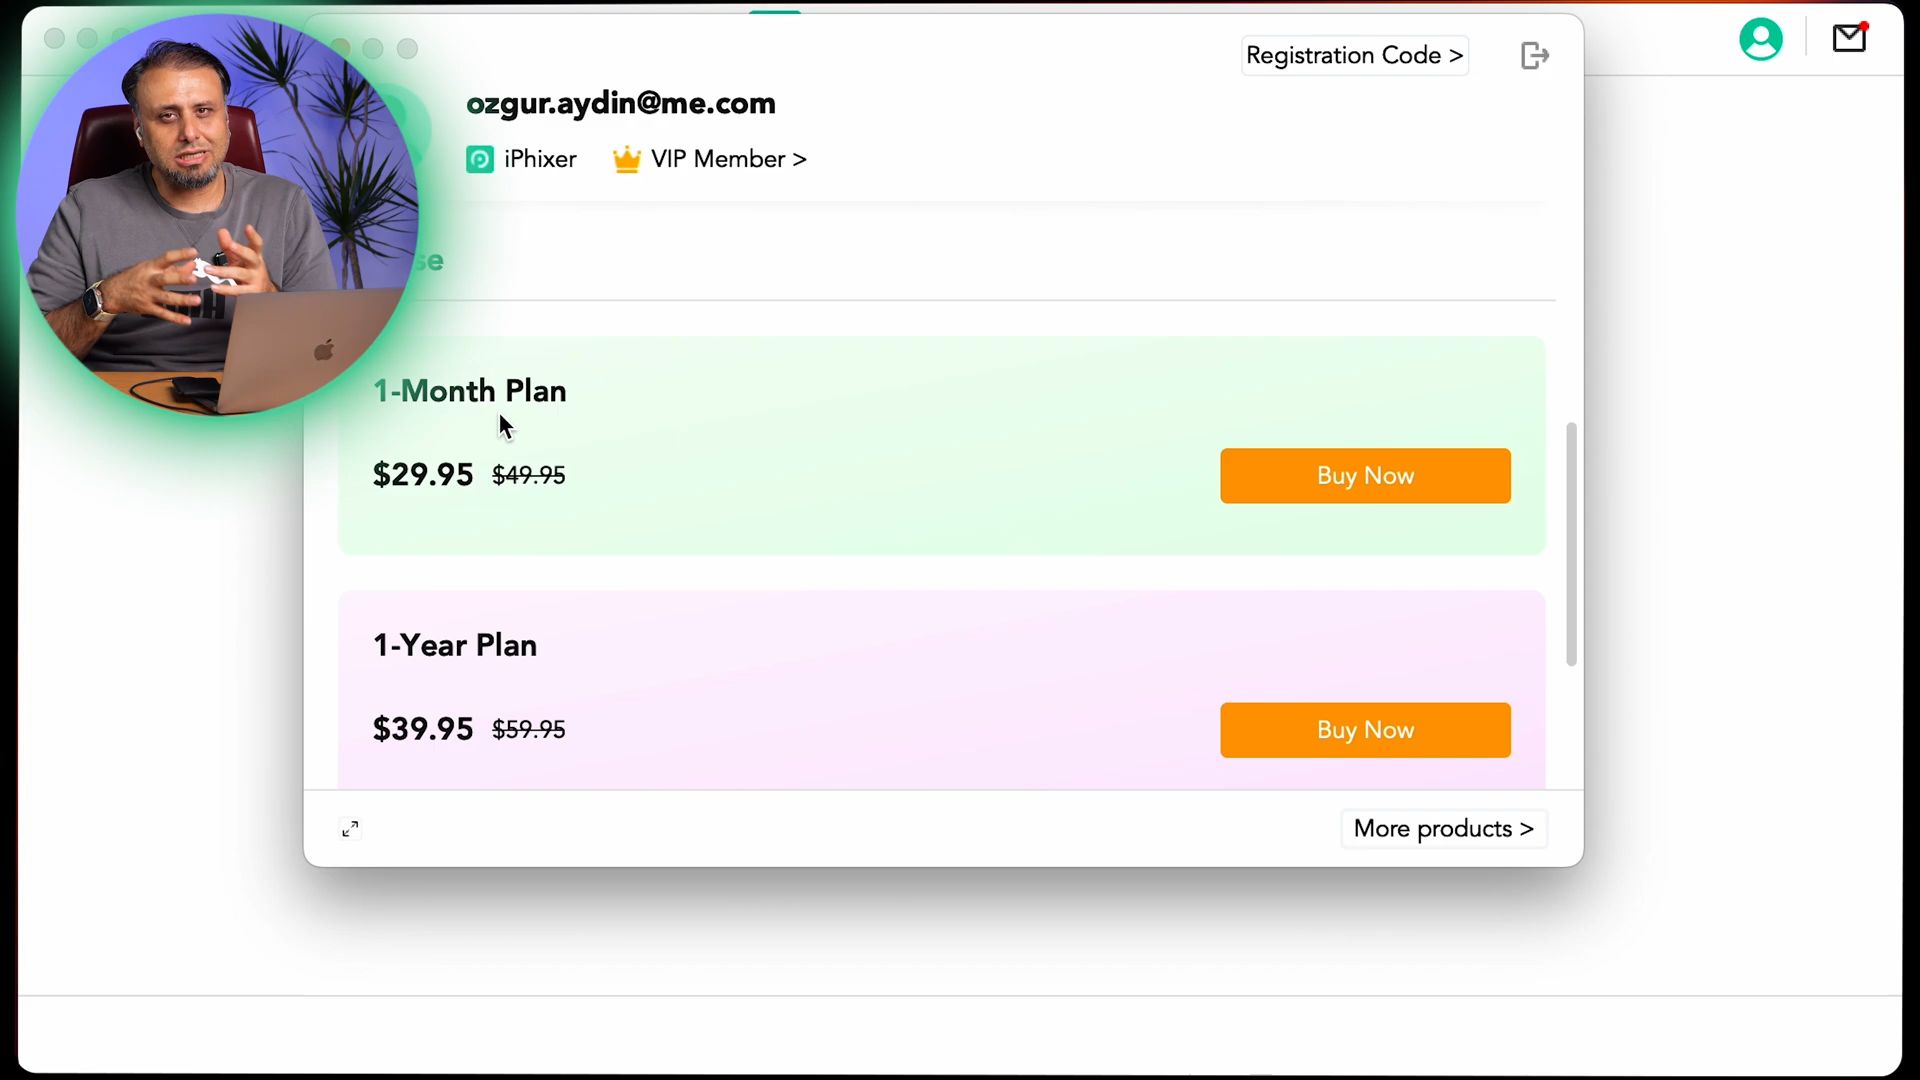 Registration Code >
ozgur.aydin@me.com
iPhixer
VIP Member >
1-Month Plan
$29.95 $49.95
Buy Now
1-Year Plan
$39.95 $59.95
Buy Now
More products >